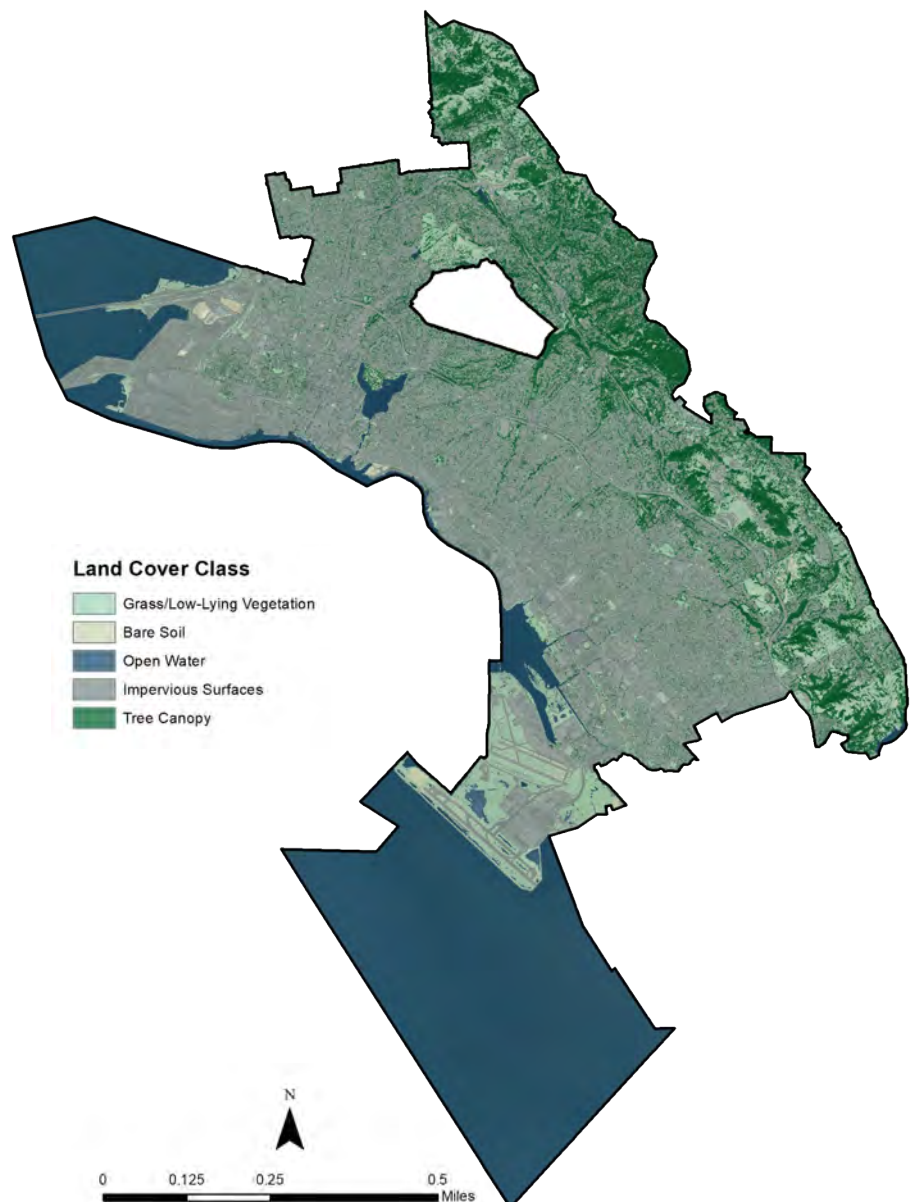 Land Cover Class
Grass/Low-Lying Vegetation
Bare Soil
Open Water
Impervious Surfaces
Tree Canopy
N
0 0.125 0.25 0.5
Miles